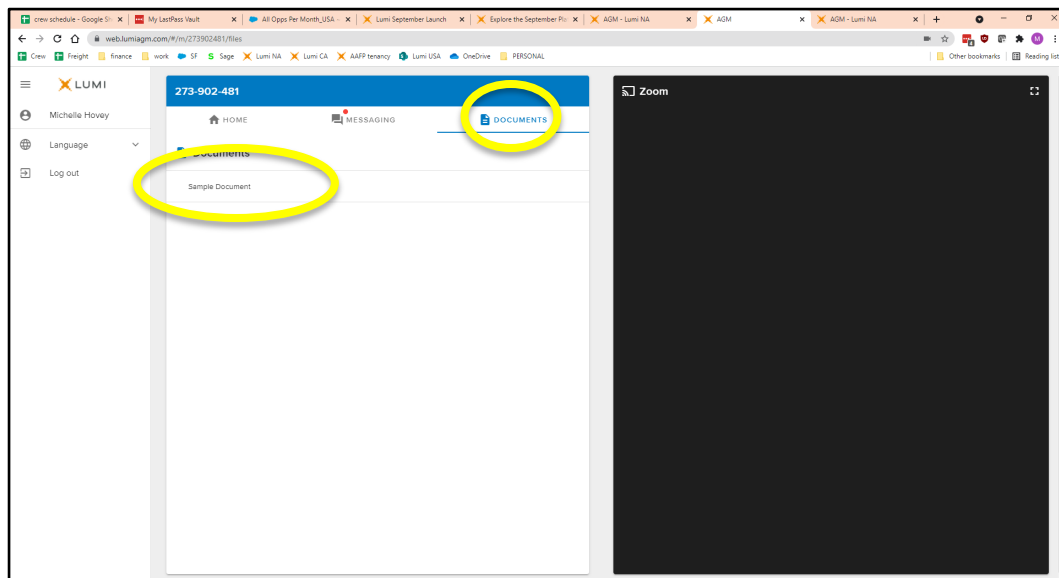 crew schedule - Google Sh
My LastPass Vault
All Opps Per Month_USA -
Lumi September Launch
Explore the September Pla
AGM - Lumi NA
AGM
AGM - Lumi NA
web.lumiagm.com/#/m/273902481/files
Crew
Freight
finance
work
SF
Sage
Lumi NA
Lumi CA
AAFP tenancy
Lumi USA
OneDrive
PERSONAL
Other bookmarks
Reading list
LUMI
273-902-481
Zoom
Michelle Hovey
HOME
MESSAGING
DOCUMENTS
Language
Documents
Log out
Sample Document